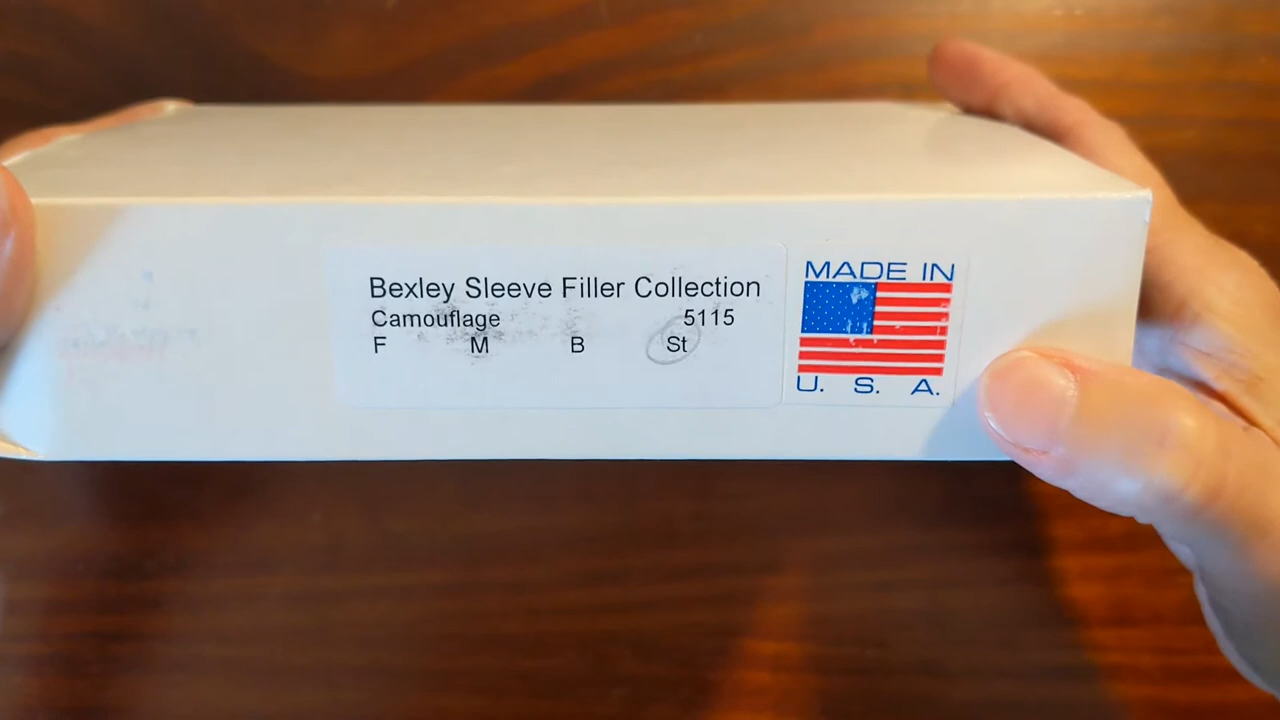 Bexley Sleeve Filler Collection
Camouflage 5115
F M B St
MADE IN
U. S. A.